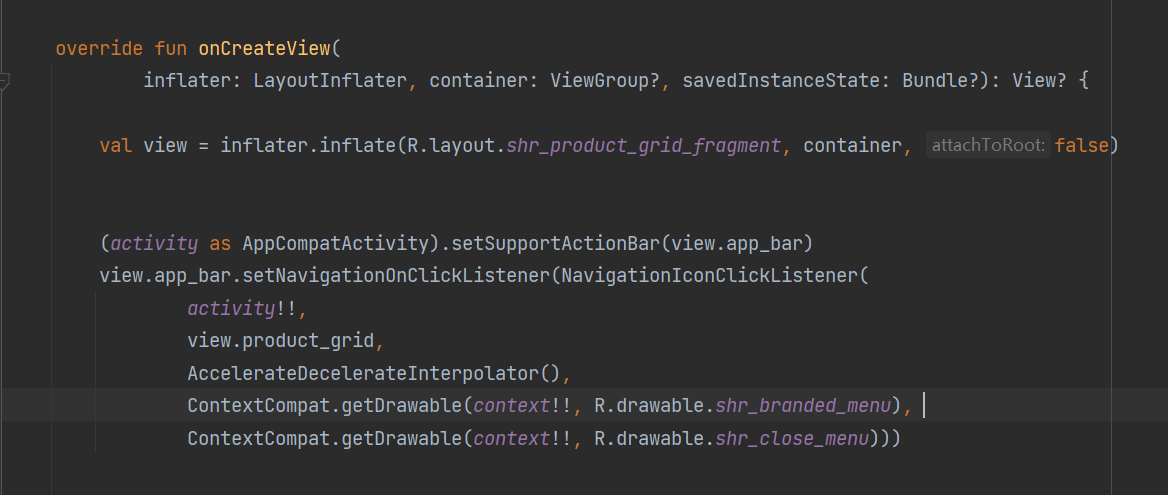 override fun onCreateView(
inflater: LayoutInflater, container: ViewGroup?, savedInstanceState: Bundle?): View? {
val view = inflater.inflate(R.layout.shr_product_grid_fragment, container, attachToRoot: false)
(activity as AppCompatActivity).setSupportActionBar(view.app_bar)
view.app_bar.setNavigationOnClickListener(NavigationIconClickListener(
activity!!,
view.product_grid,
AccelerateDecelerateInterpolator(),
ContextCompat.getDrawable(context!!, R.drawable.shr_branded_menu),
ContextCompat.getDrawable(context!!, R.drawable.shr_close_menu)))